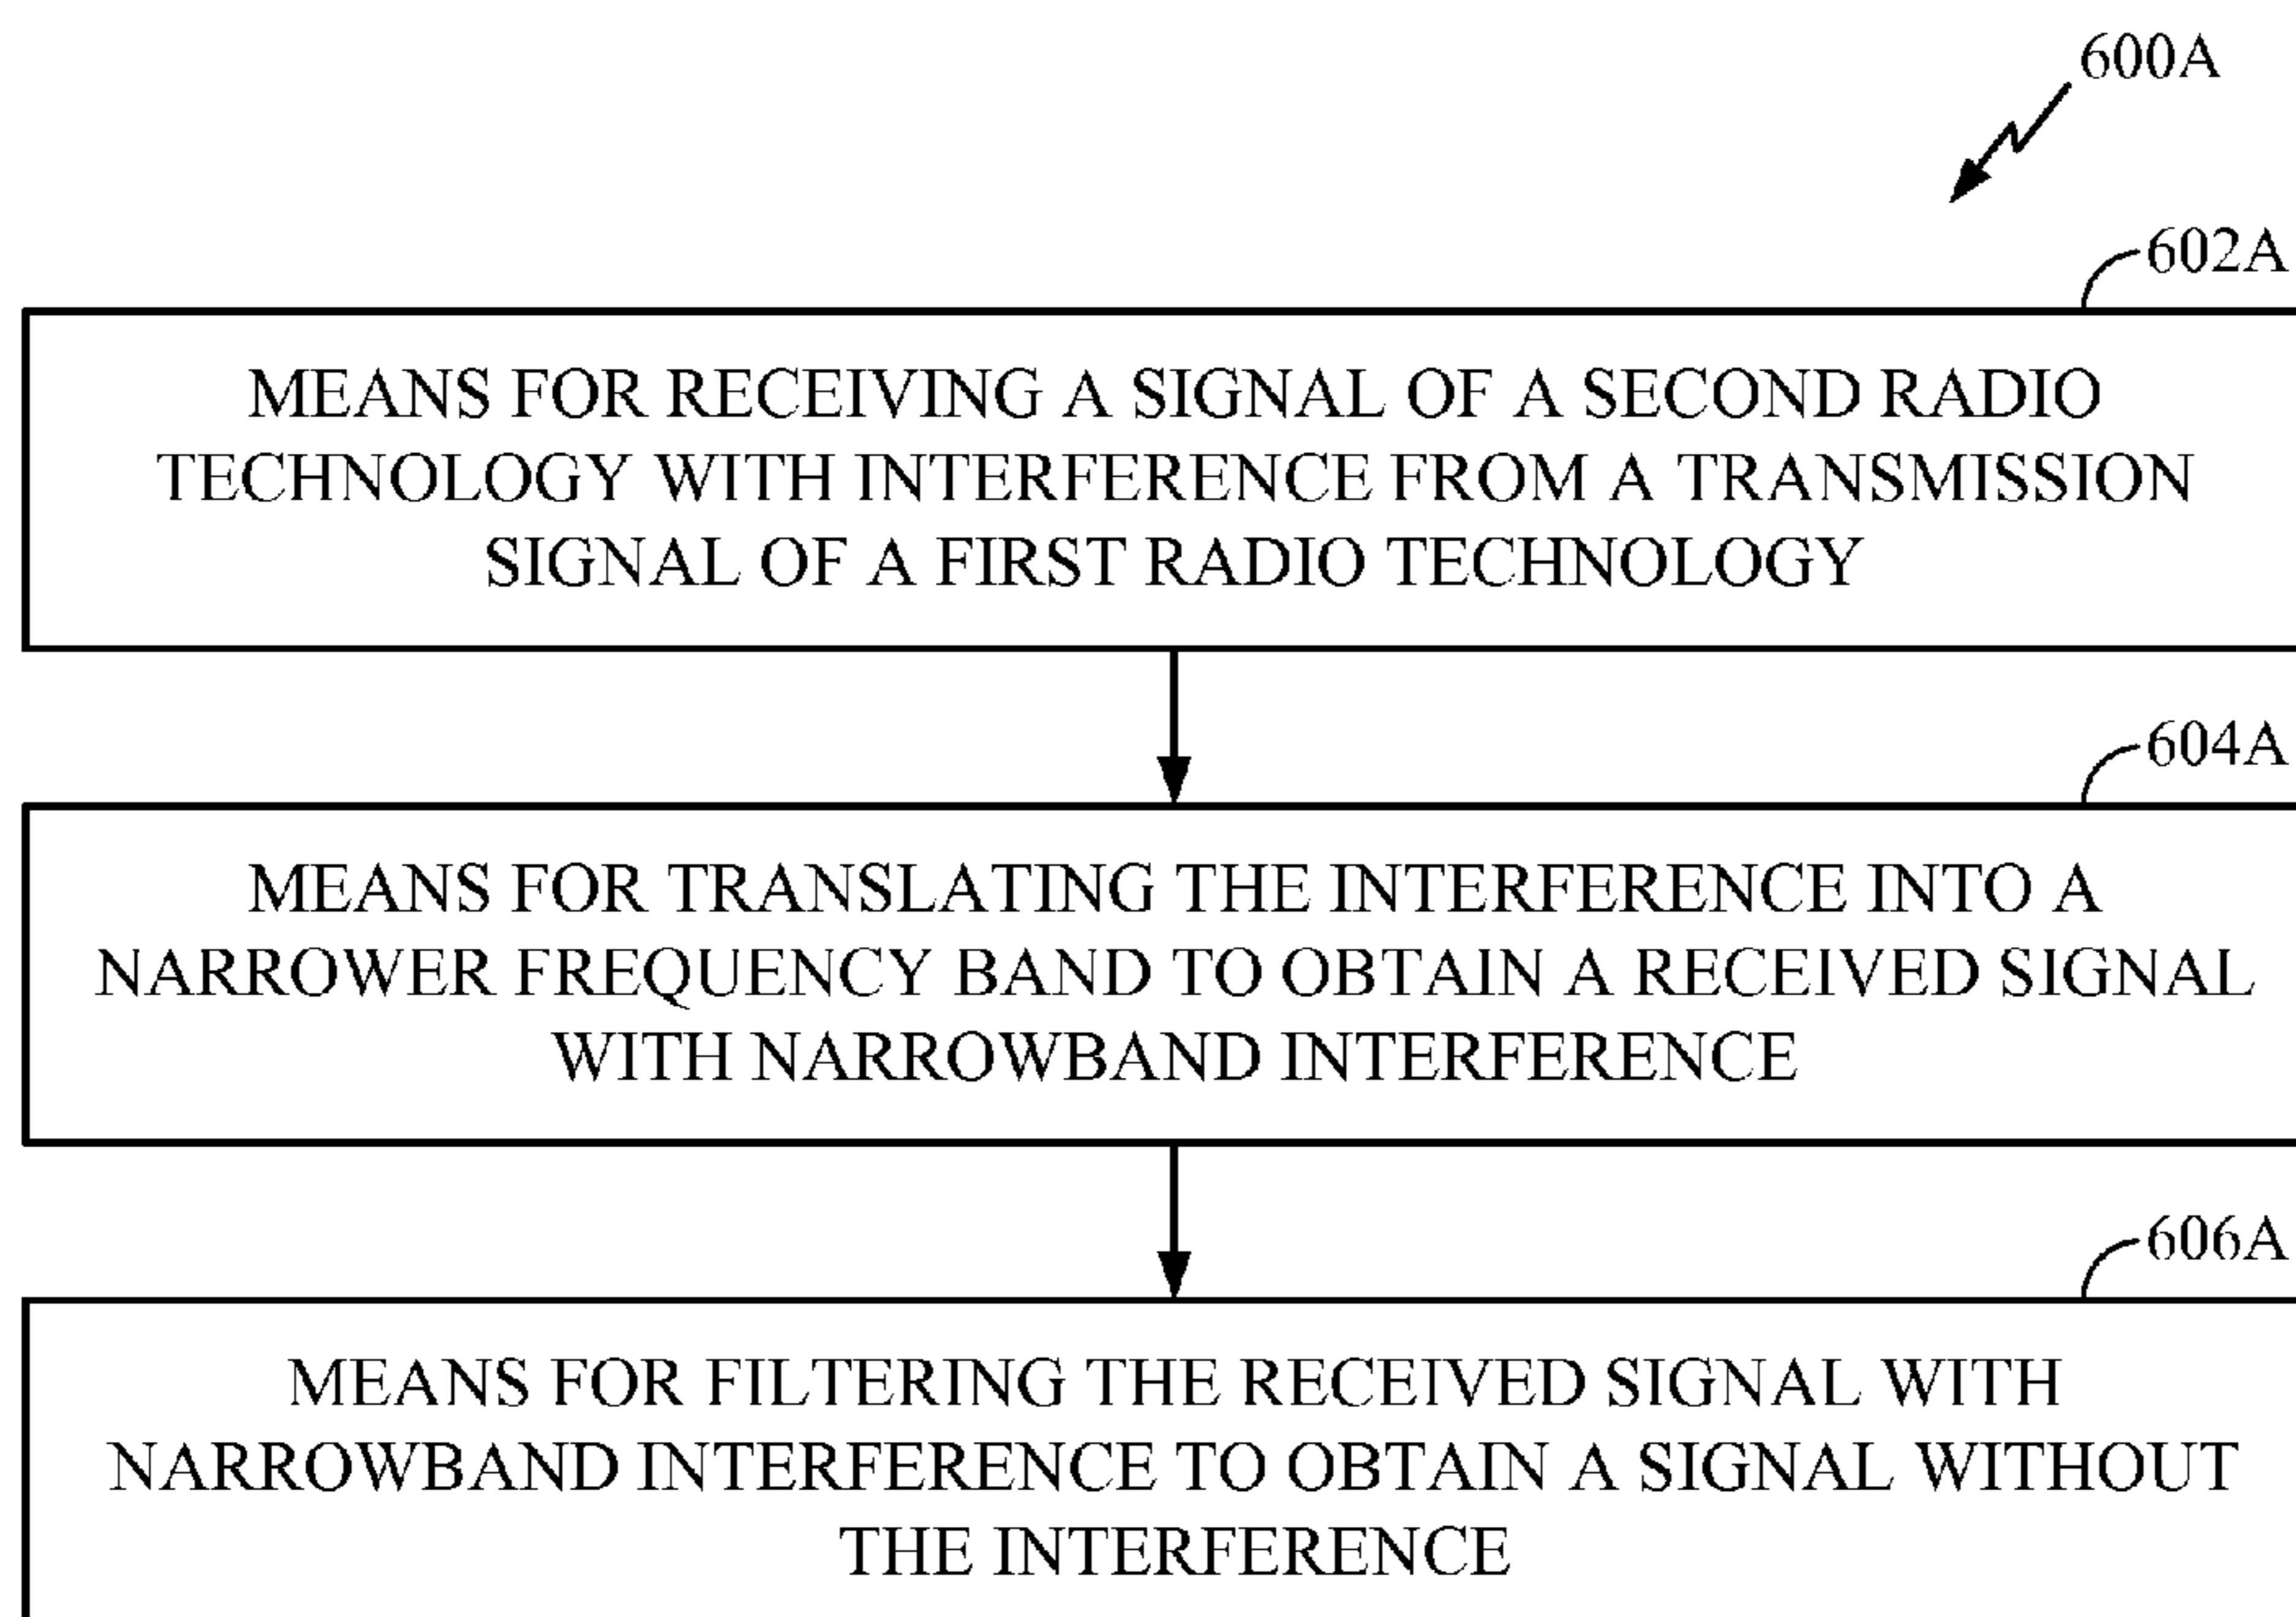 600A
602A
MEANS FOR RECEIVING A SIGNAL OF A SECOND RADIO
TECHNOLOGY WITH INTERFERENCE FROM A TRANSMISSION
SIGNAL OF A FIRST RADIO TECHNOLOGY
604A
MEANS FOR TRANSLATING THE INTERFERENCE INTO A
NARROWER FREQUENCY BAND TO OBTAIN A RECEIVED SIGNAL
WITH NARROWBAND INTERFERENCE
606A
MEANS FOR FILTERING THE RECEIVED SIGNAL WITH
NARROWBAND INTERFERENCE TO OBTAIN A SIGNAL WITHOUT
THE INTERFERENCE